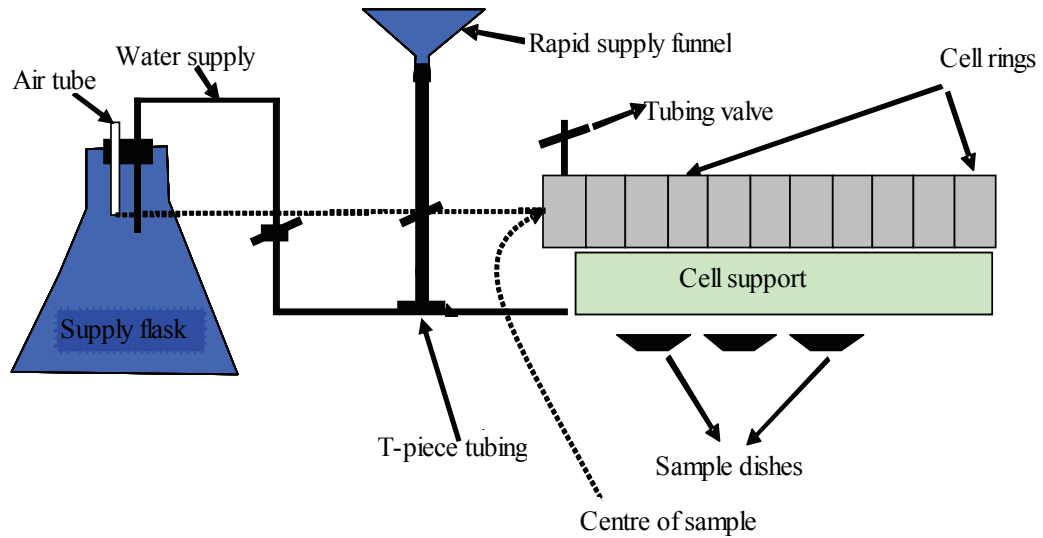 Rapid supply funnel
Cell rings
Water supply
Air tube
Tubing valve
Cell support
Supply flask
T-piece tubing
Sample dishes
Centre of sample